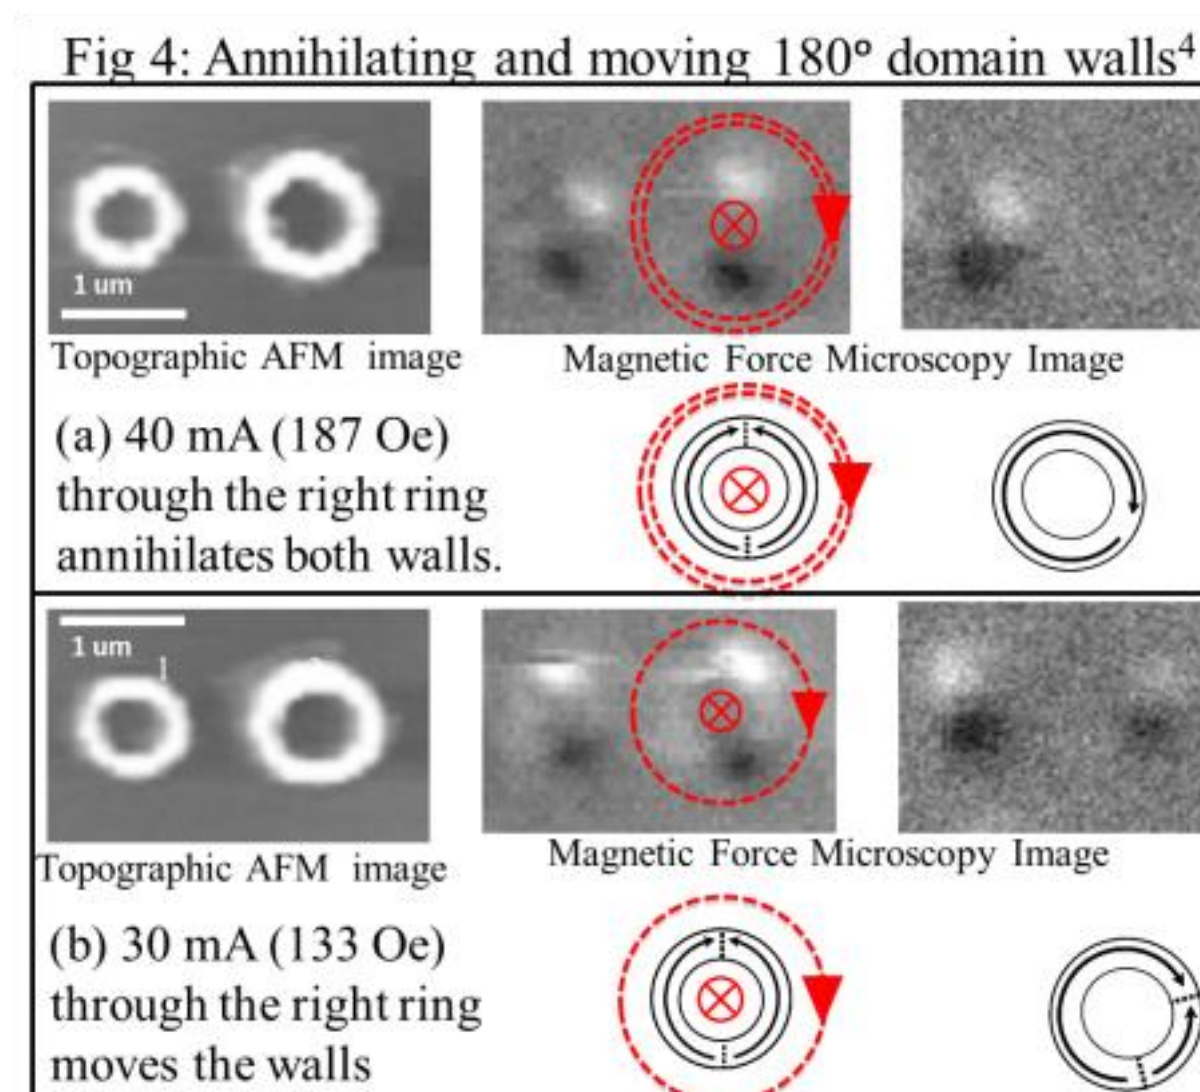 Fig 4: Annihilating and moving 180° domain walls⁴
1 um
Topographic AFM image
Magnetic Force Microscopy Image
(a) 40 mA (187 Oe)
through the right ring
annihilates both walls.
1 um
Topographic AFM image
Magnetic Force Microscopy Image
(b) 30 mA (133 Oe)
through the right ring
moves the walls